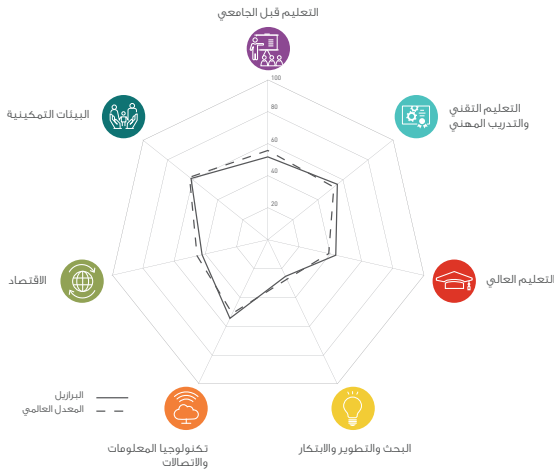 التعليم قبل الجامعي
100
80
60
40
20
التعليم التقني
والتدريب المهني
التعليم العالي
البحث والتطوير والابتكار
تكنولوجيا المعلومات
والاتصالات
الاقتصاد
البيئات التمكينية
البرازيل
المعدل العالمي